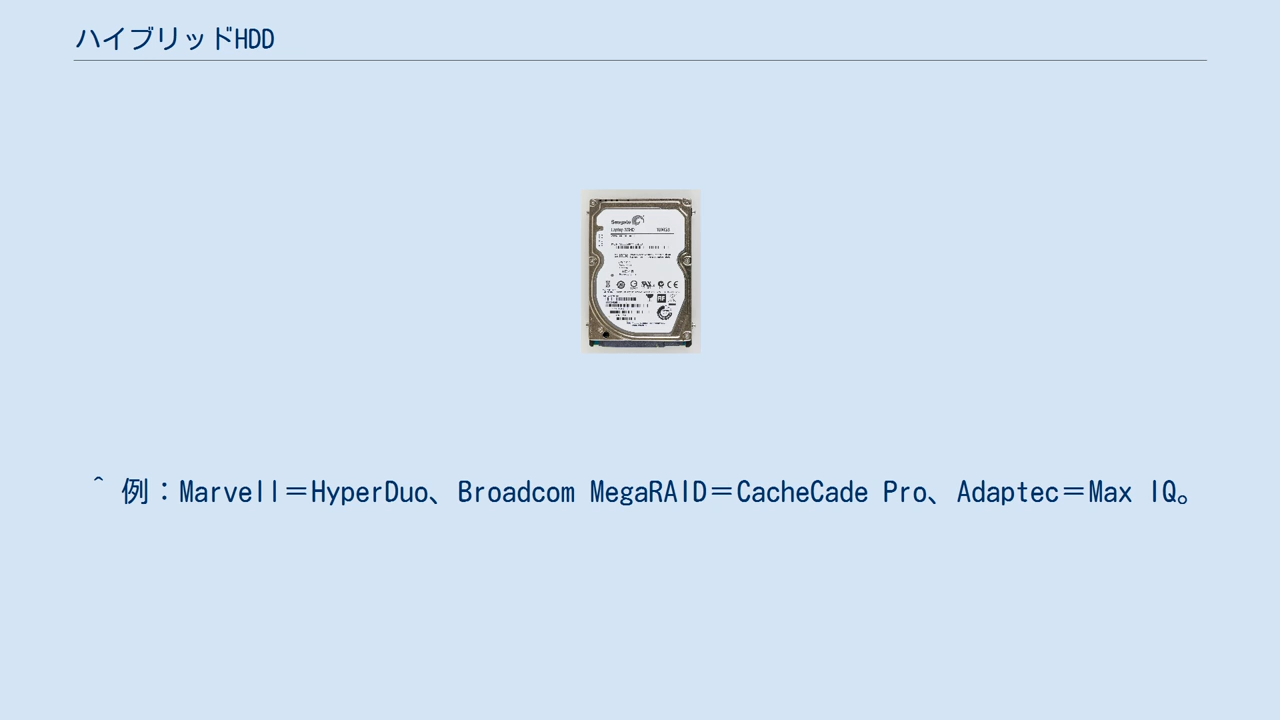 ハイブリッドHDD
Seagate
^ 例：Marvell＝HyperDuo、Broadcom MegaRAID＝CacheCade Pro、Adaptec＝Max IQ。